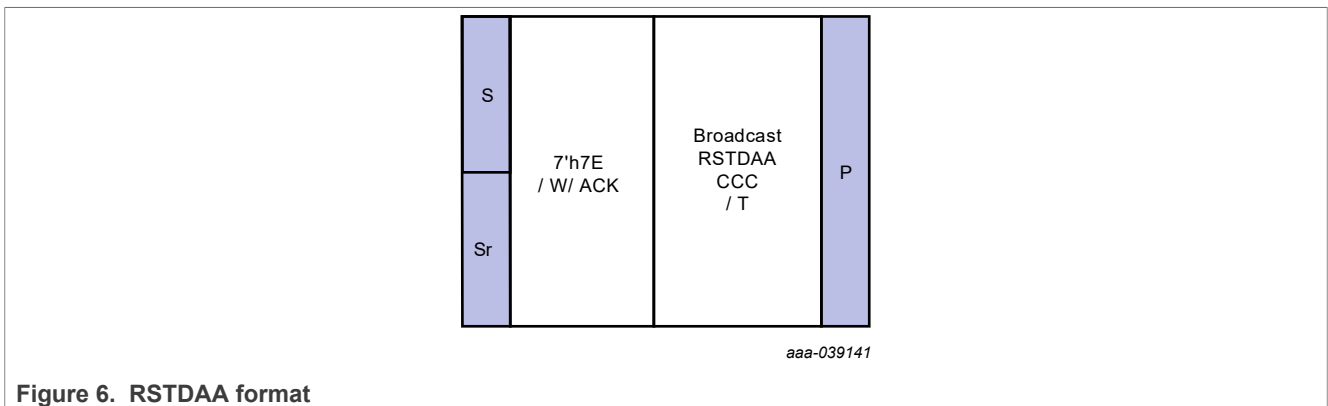 S
Sr
7'h7E
/ W/ ACK
Broadcast
RSTDAA
CCC
/ T
P
aaa-039141
Figure 6. RSTDAA format